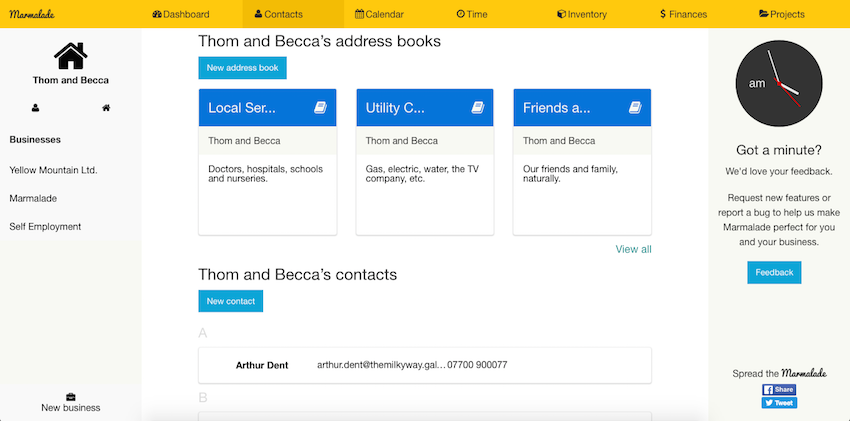 Marmalade
Dashboard
Contacts
Calendar
Time
Inventory
Finances
Projects
Thom and Becca
Businesses
Yellow Mountain Ltd.
Marmalade
Self Employment
New business
Thom and Becca's address books
New address book
Local Ser...
Thom and Becca
Doctors, hospitals, schools
and nurseries.
Utility C...
Thom and Becca
Gas, electric, water, the TV
company, etc.
Friends a...
Thom and Becca
Our friends and family,
naturally.
View all
Thom and Becca's contacts
New contact
A
Arthur Dent arthur.dent@themilkyway.gal... 07700 900077
B
am
Got a minute?
We'd love your feedback.
Request new features or
report a bug to help us make
Marmalade perfect for you
and your business.
Feedback
Spread the Marmalade
Share
Tweet